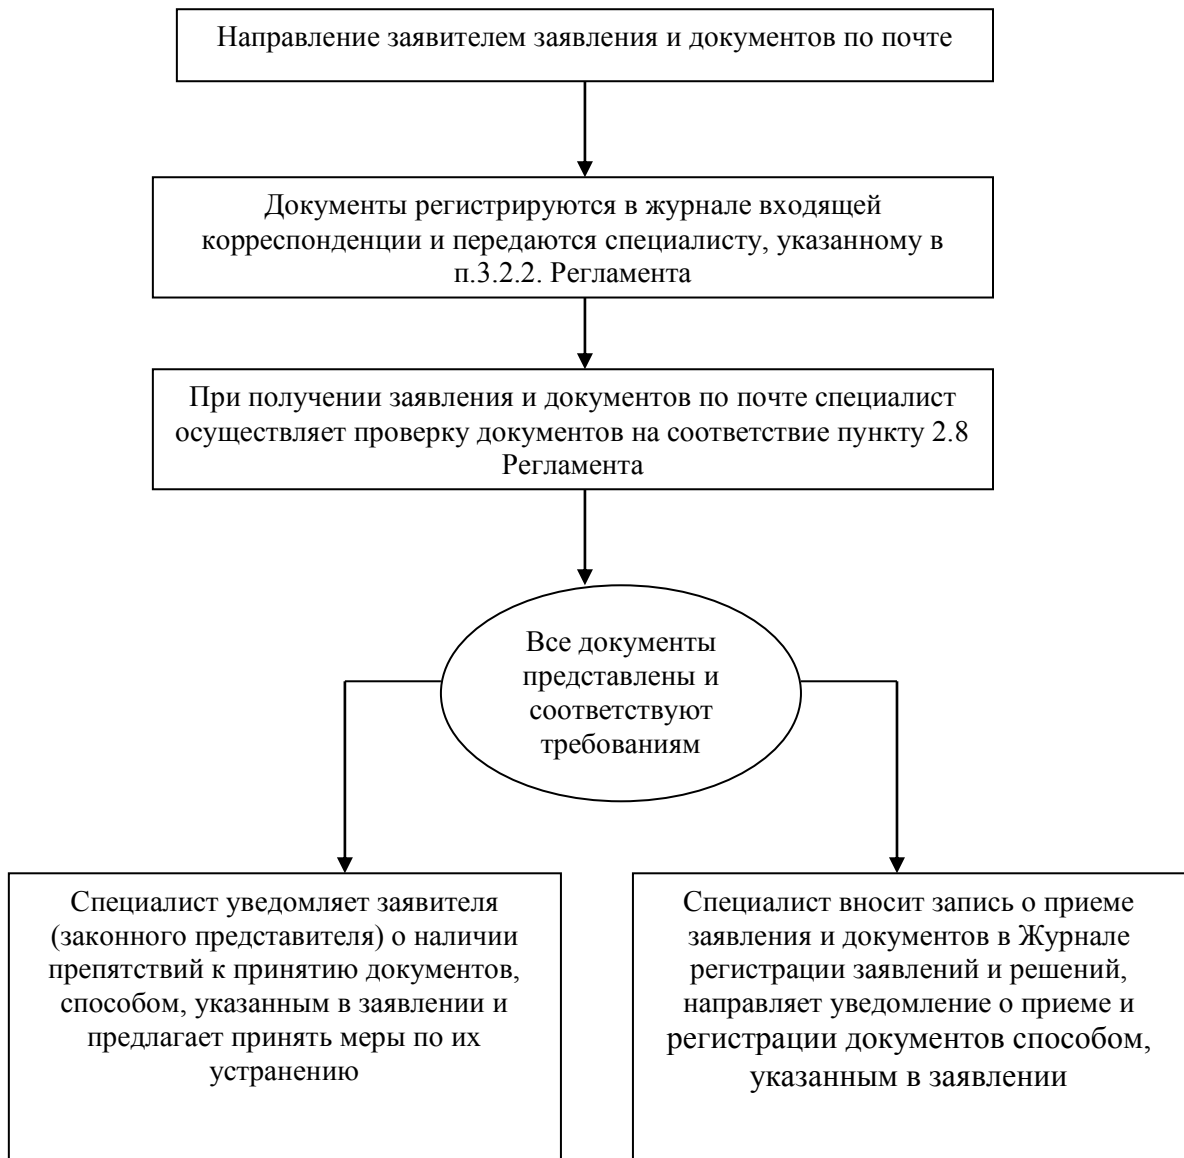 Направление заявителем заявления и документов по почте
Документы регистрируются в журнале входящей
корреспонденции и передаются специалисту, указанному в
п.3.2.2. Регламента
При получении заявления и документов по почте специалист
осуществляет проверку документов на соответствие пункту 2.8
Регламента
Все документы
представлены и
соответствуют
требованиям
Специалист уведомляет заявителя
(законного представителя) о наличии
препятствий к принятию документов,
способом, указанным в заявлении и
предлагает принять меры по их
устранению
Специалист вносит запись о приеме
заявления и документов в Журнале
регистрации заявлений и решений,
направляет уведомление о приеме и
регистрации документов способом,
указанным в заявлении